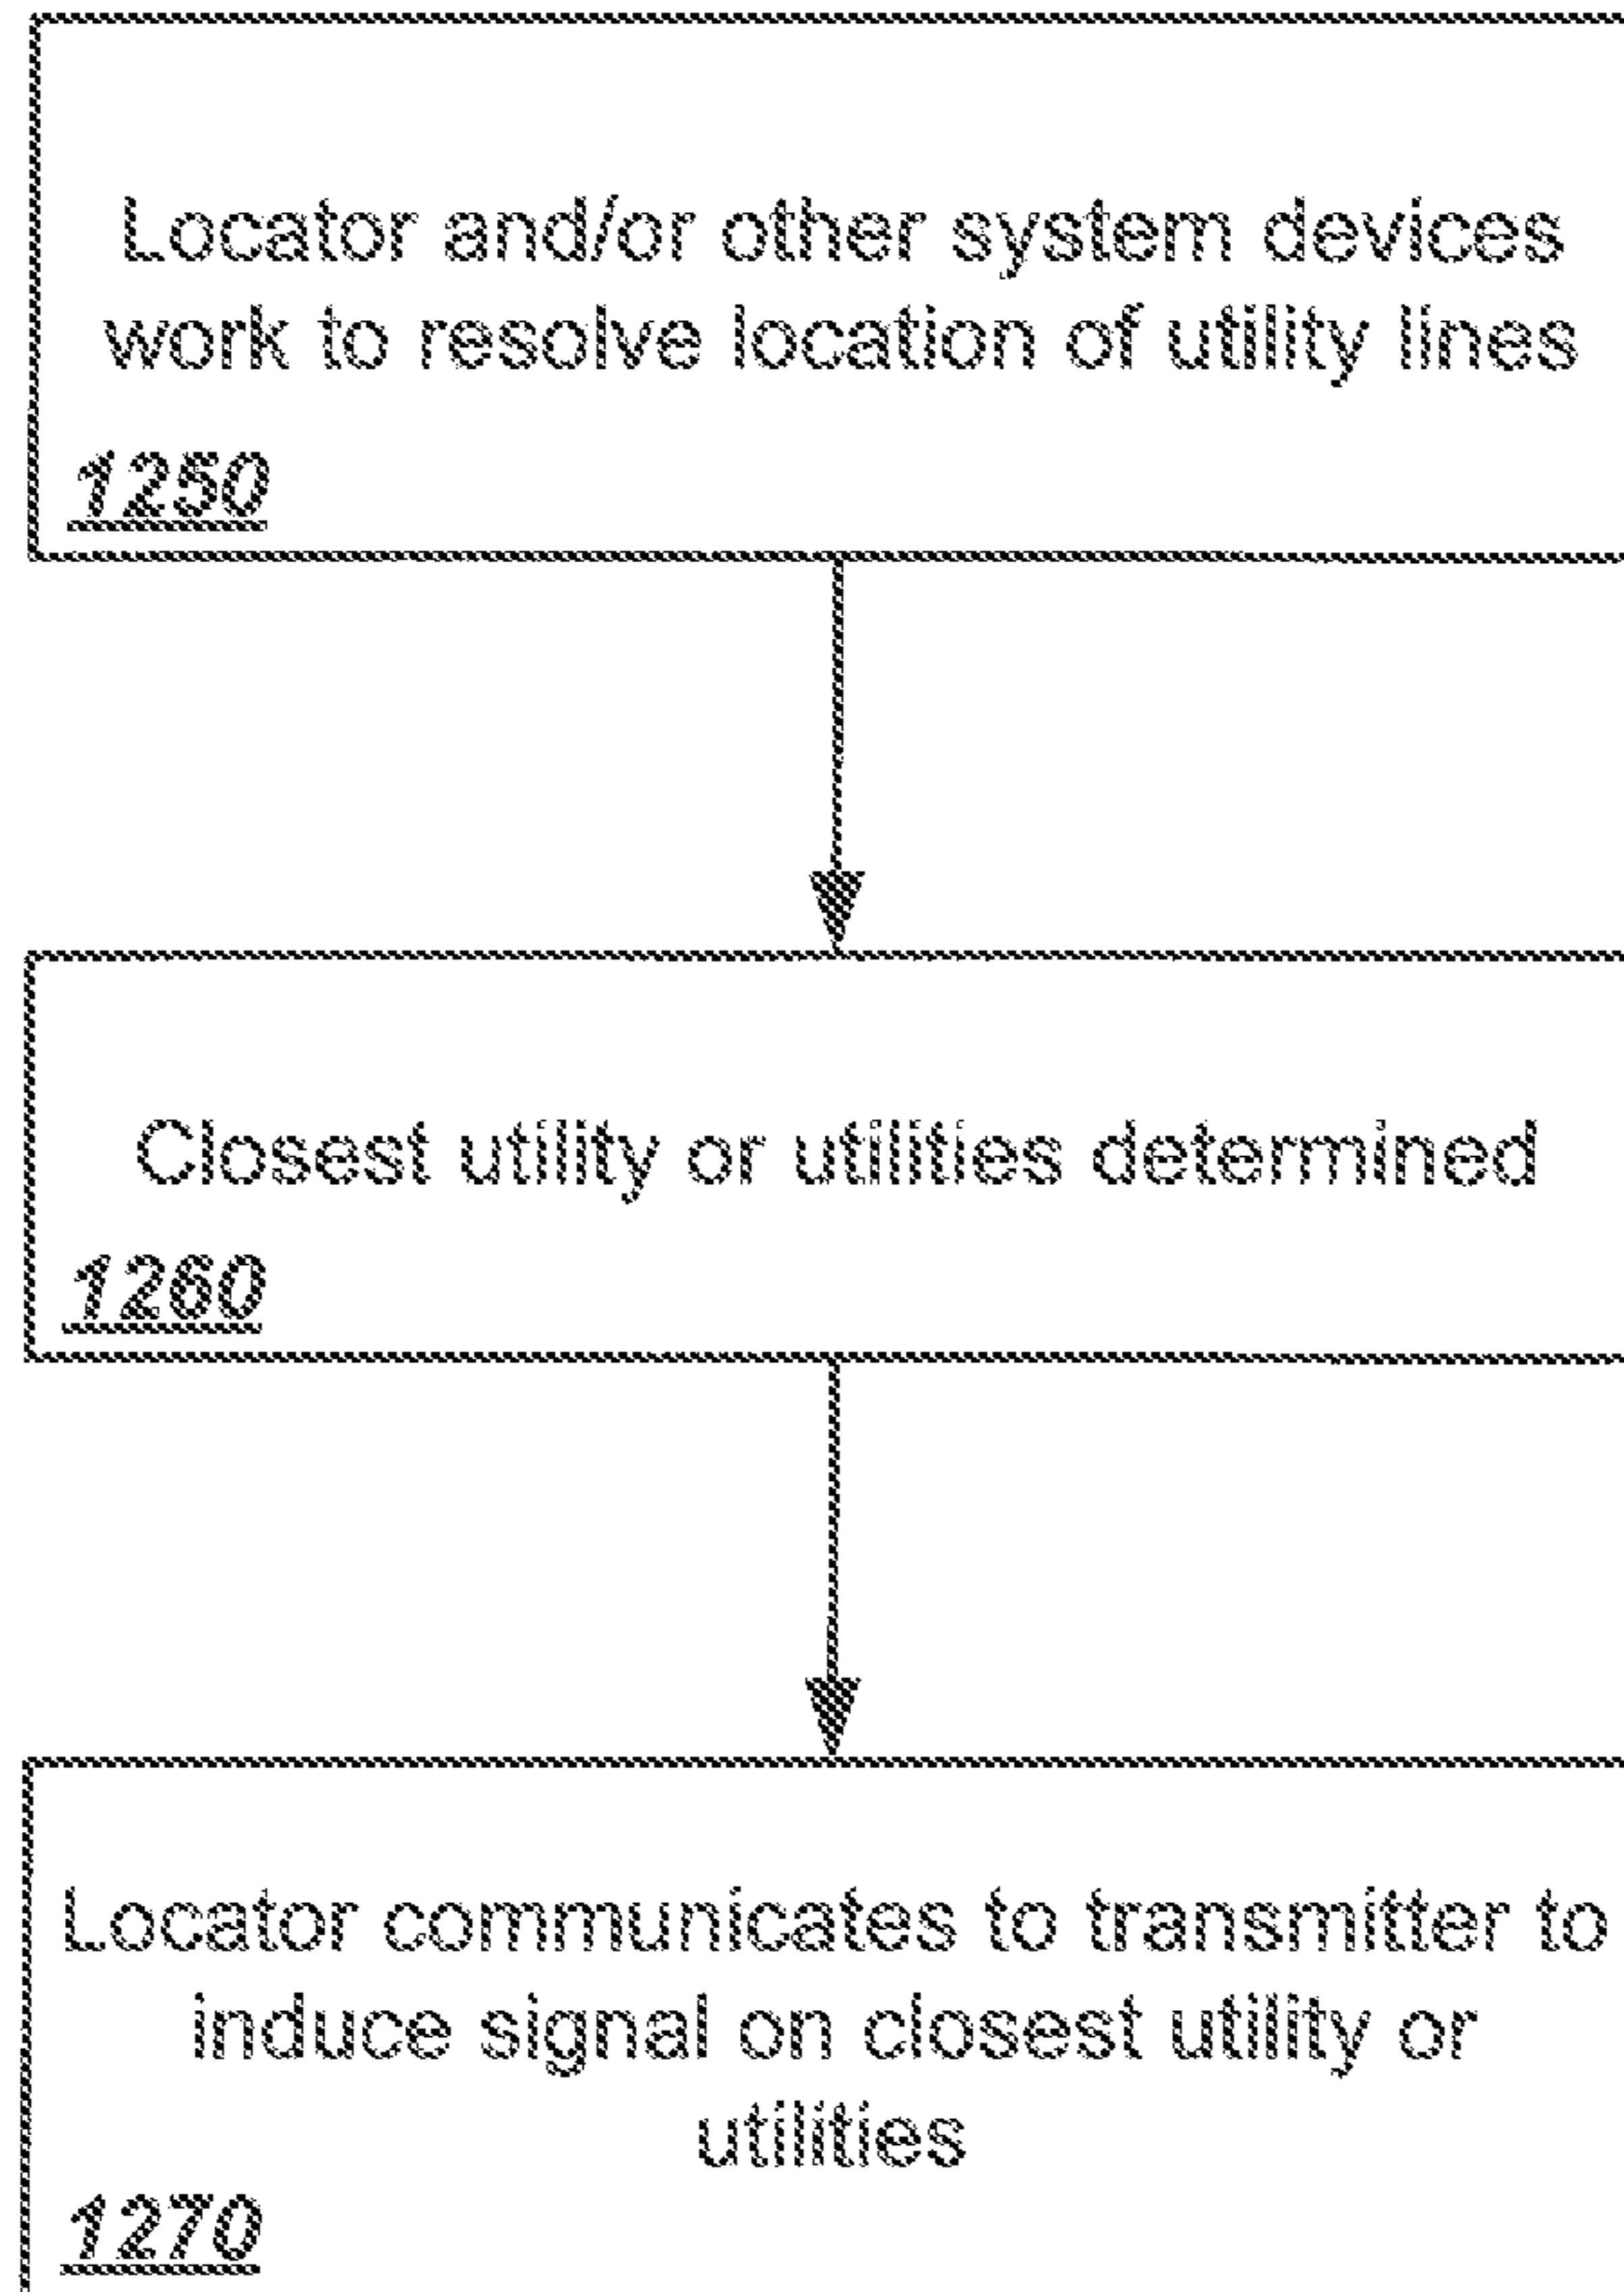 Locator and/or other system devices
work to resolve location of utility lines
1250
Closest utility or utilities determined
1260
Locator communicates to transmitter to
induce signal on closest utility or
utilities
1270